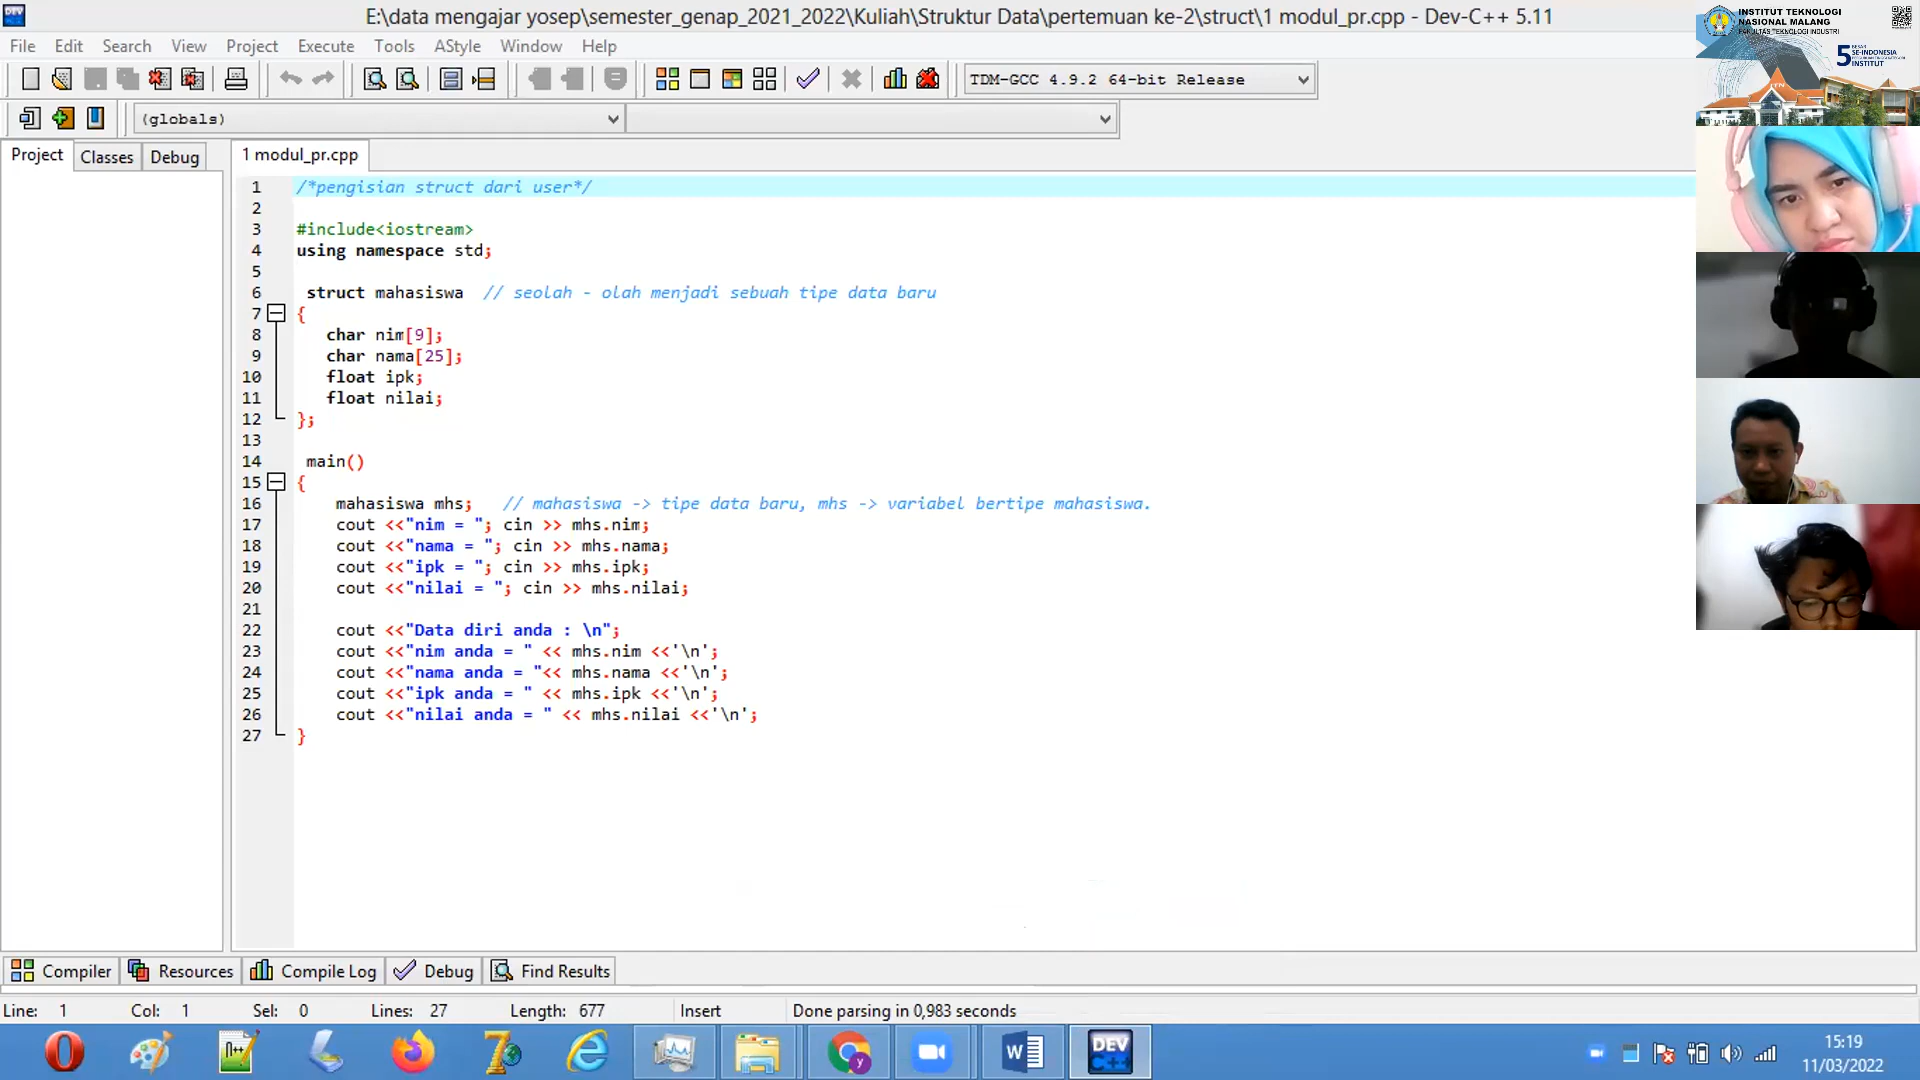 E:\data mengajar yosep\semester_genap_2021_2022\Kuliah\Struktur Data\pertemuan ke-2\struct\1 modul_pr.cpp - Dev-C++ 5.11
File Edit Search View Project Execute Tools AStyle Window Help
TDM-GCC 4.9.2 64-bit Release
(globals)
Project Classes Debug
1 modul_pr.cpp
1 /*pengisian struct dari user*/
2
3 #include<iostream>
4 using namespace std;
5
6 struct mahasiswa // seolah - olah menjadi sebuah tipe data baru
7 {
8 char nim[9];
9 char nama[25];
10 float ipk;
11 float nilai;
12 };
13
14 main()
15 {
16 mahasiswa mhs; // mahasiswa -> tipe data baru, mhs -> variabel bertipe mahasiswa.
17 cout <<"nim = "; cin >> mhs.nim;
18 cout <<"nama = "; cin >> mhs.nama;
19 cout <<"ipk = "; cin >> mhs.ipk;
20 cout <<"nilai = "; cin >> mhs.nilai;
21
22 cout <<"Data diri anda : \n";
23 cout <<"nim anda = " << mhs.nim <<'\n';
24 cout <<"nama anda = "<< mhs.nama <<'\n';
25 cout <<"ipk anda = " << mhs.ipk <<'\n';
26 cout <<"nilai anda = " << mhs.nilai <<'\n';
27 }
Compiler Resources Compile Log Debug Find Results
Line: 1 Col: 1 Sel: 0 Lines: 27 Length: 677 Insert Done parsing in 0,983 seconds
15:19
11/03/2022
INSTITUT TEKNOLOGI
NASIONAL MALANG
FAKULTAS TEKNOLOGI INDUSTRI
5 BESAR
SE-INDONESIA
INSTITUT
N++
W
DEV
C++
y